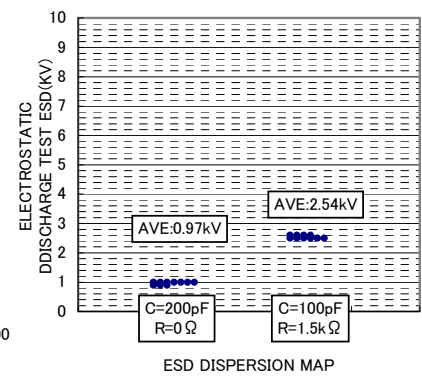 ELECTROSTATIC
DDISCHARGE TEST ESD(KV)
10
9
8
7
6
5
4
3
2
1
0
AVE:0.97kV
AVE:2.54kV
C=200pF
R=0Ω
C=100pF
R=1.5kΩ
00
ESD DISPERSION MAP